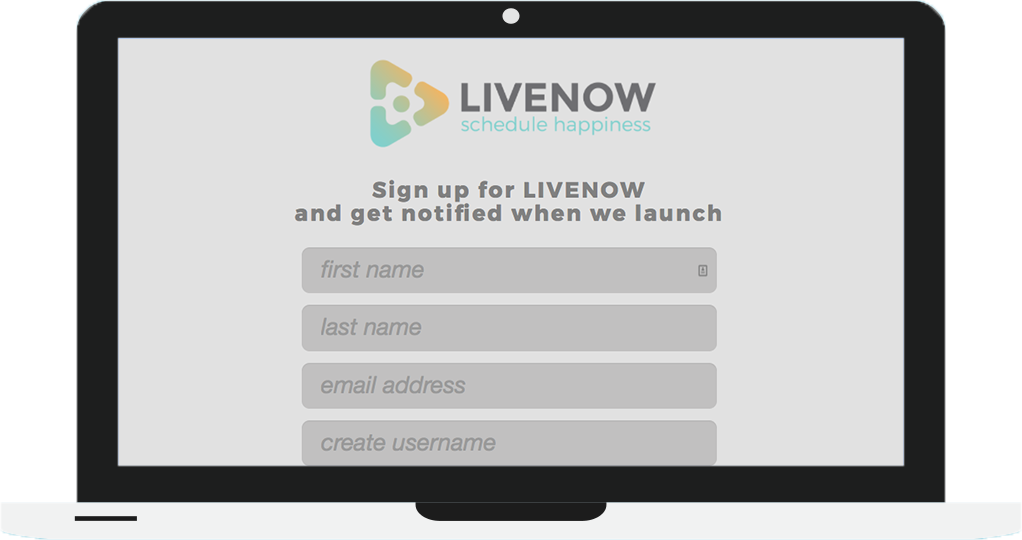 LIVENOW
schedule happiness
Sign up for LIVENOW
and get notified when we launch
first name
last name
email address
create username